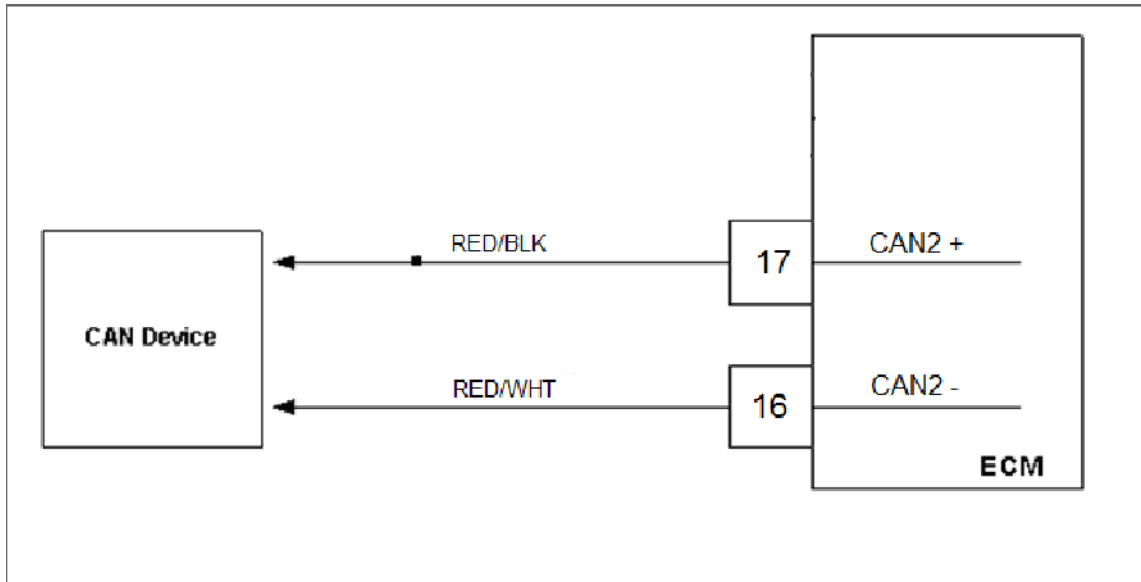 RED/BLK
17
CAN2 +
CAN Device
RED/WHT
16
CAN2 -
ECM